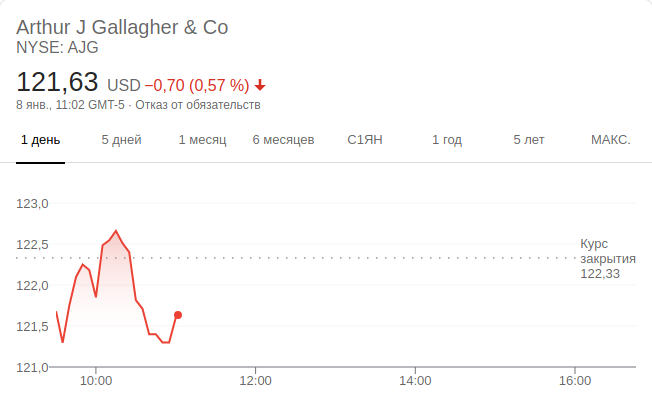 Arthur J Gallagher & Co
NYSE: AJG
121,63 USD −0,70 (0,57 %)
8 янв., 11:02 GMT-5 · Отказ от обязательств
1 день 5 дней 1 месяц 6 месяцев С1ЯН 1 год 5 лет МАКС.
123,0
122,5
122,0
121,5
121,0
Курс
закрытия
122,33
10:00 12:00 14:00 16:00